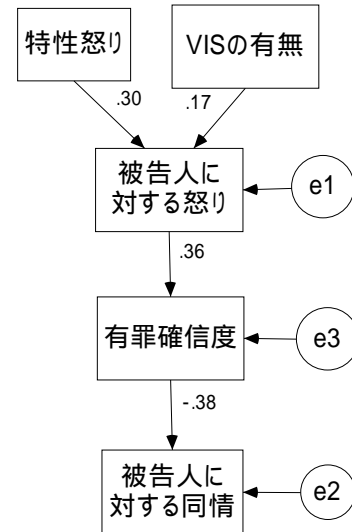 特性怒り
VISの有無
.30
.17
被告人に
対する怒り
e1
.36
有罪確信度
e3
-.38
被告人に
対する同情
e2